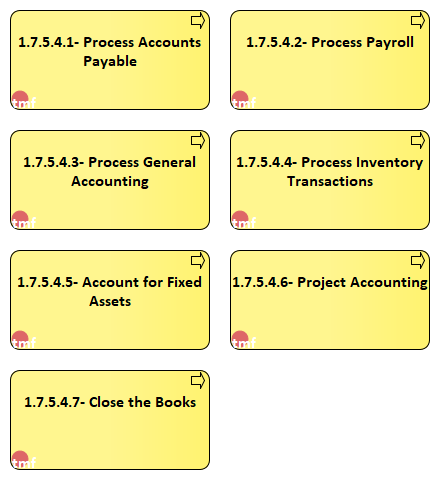 1.7.5.4.1- Process Accounts
Payable
tmf
1.7.5.4.2- Process Payroll
tmf
1.7.5.4.3- Process General
Accounting
tmf
1.7.5.4.4- Process Inventory
Transactions
tmf
1.7.5.4.5- Account for Fixed
Assets
tmf
1.7.5.4.6- Project Accounting
tmf
1.7.5.4.7- Close the Books
tmf